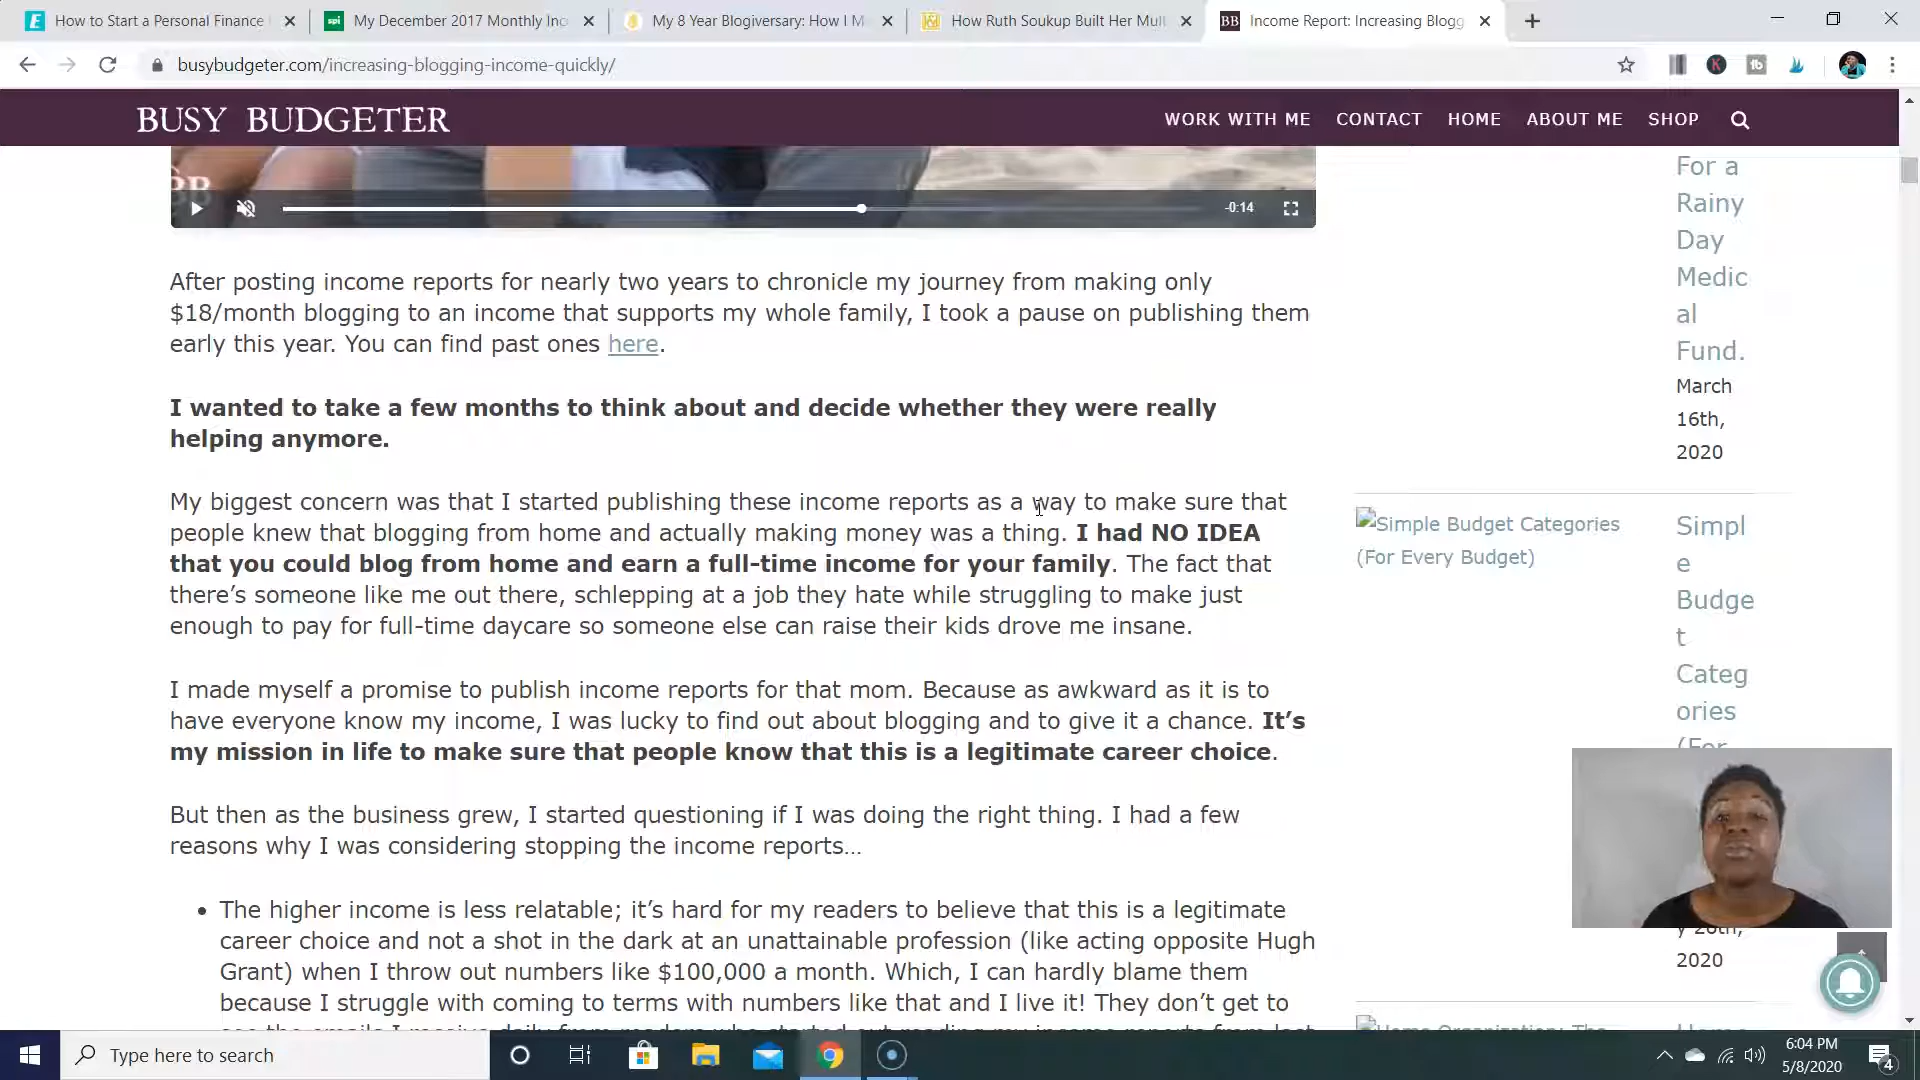 How to Start a Personal Finance
My December 2017 Monthly Inc
My 8 Year Blogiversary: How I M
How Ruth Soukup Built Her Mult
BB
Income Report: Increasing Blogg
busybudgeter.com/increasing-blogging-income-quickly/
BUSY BUDGETER
WORK WITH ME
CONTACT
HOME
ABOUT ME
SHOP
BB
-0:14
After posting income reports for nearly two years to chronicle my journey from making only
$18/month blogging to an income that supports my whole family, I took a pause on publishing them
early this year. You can find past ones here.
I wanted to take a few months to think about and decide whether they were really
helping anymore.
My biggest concern was that I started publishing these income reports as a way to make sure that
people knew that blogging from home and actually making money was a thing. I had NO IDEA
that you could blog from home and earn a full-time income for your family. The fact that
there’s someone like me out there, schlepping at a job they hate while struggling to make just
enough to pay for full-time daycare so someone else can raise their kids drove me insane.
I made myself a promise to publish income reports for that mom. Because as awkward as it is to
have everyone know my income, I was lucky to find out about blogging and to give it a chance. It’s
my mission in life to make sure that people know that this is a legitimate career choice.
But then as the business grew, I started questioning if I was doing the right thing. I had a few
reasons why I was considering stopping the income reports…
• The higher income is less relatable; it’s hard for my readers to believe that this is a legitimate
career choice and not a shot in the dark at an unattainable profession (like acting opposite Hugh
Grant) when I throw out numbers like $100,000 a month. Which, I can hardly blame them
because I struggle with coming to terms with numbers like that and I live it! They don’t get to
For a
Rainy
Day
Medic
al
Fund.
March
16th,
2020
Simple Budget Categories
(For Every Budget)
Simpl
e
Budge
t
Categ
ories
(For
2020
Type here to search
6:04 PM
5/8/2020
4